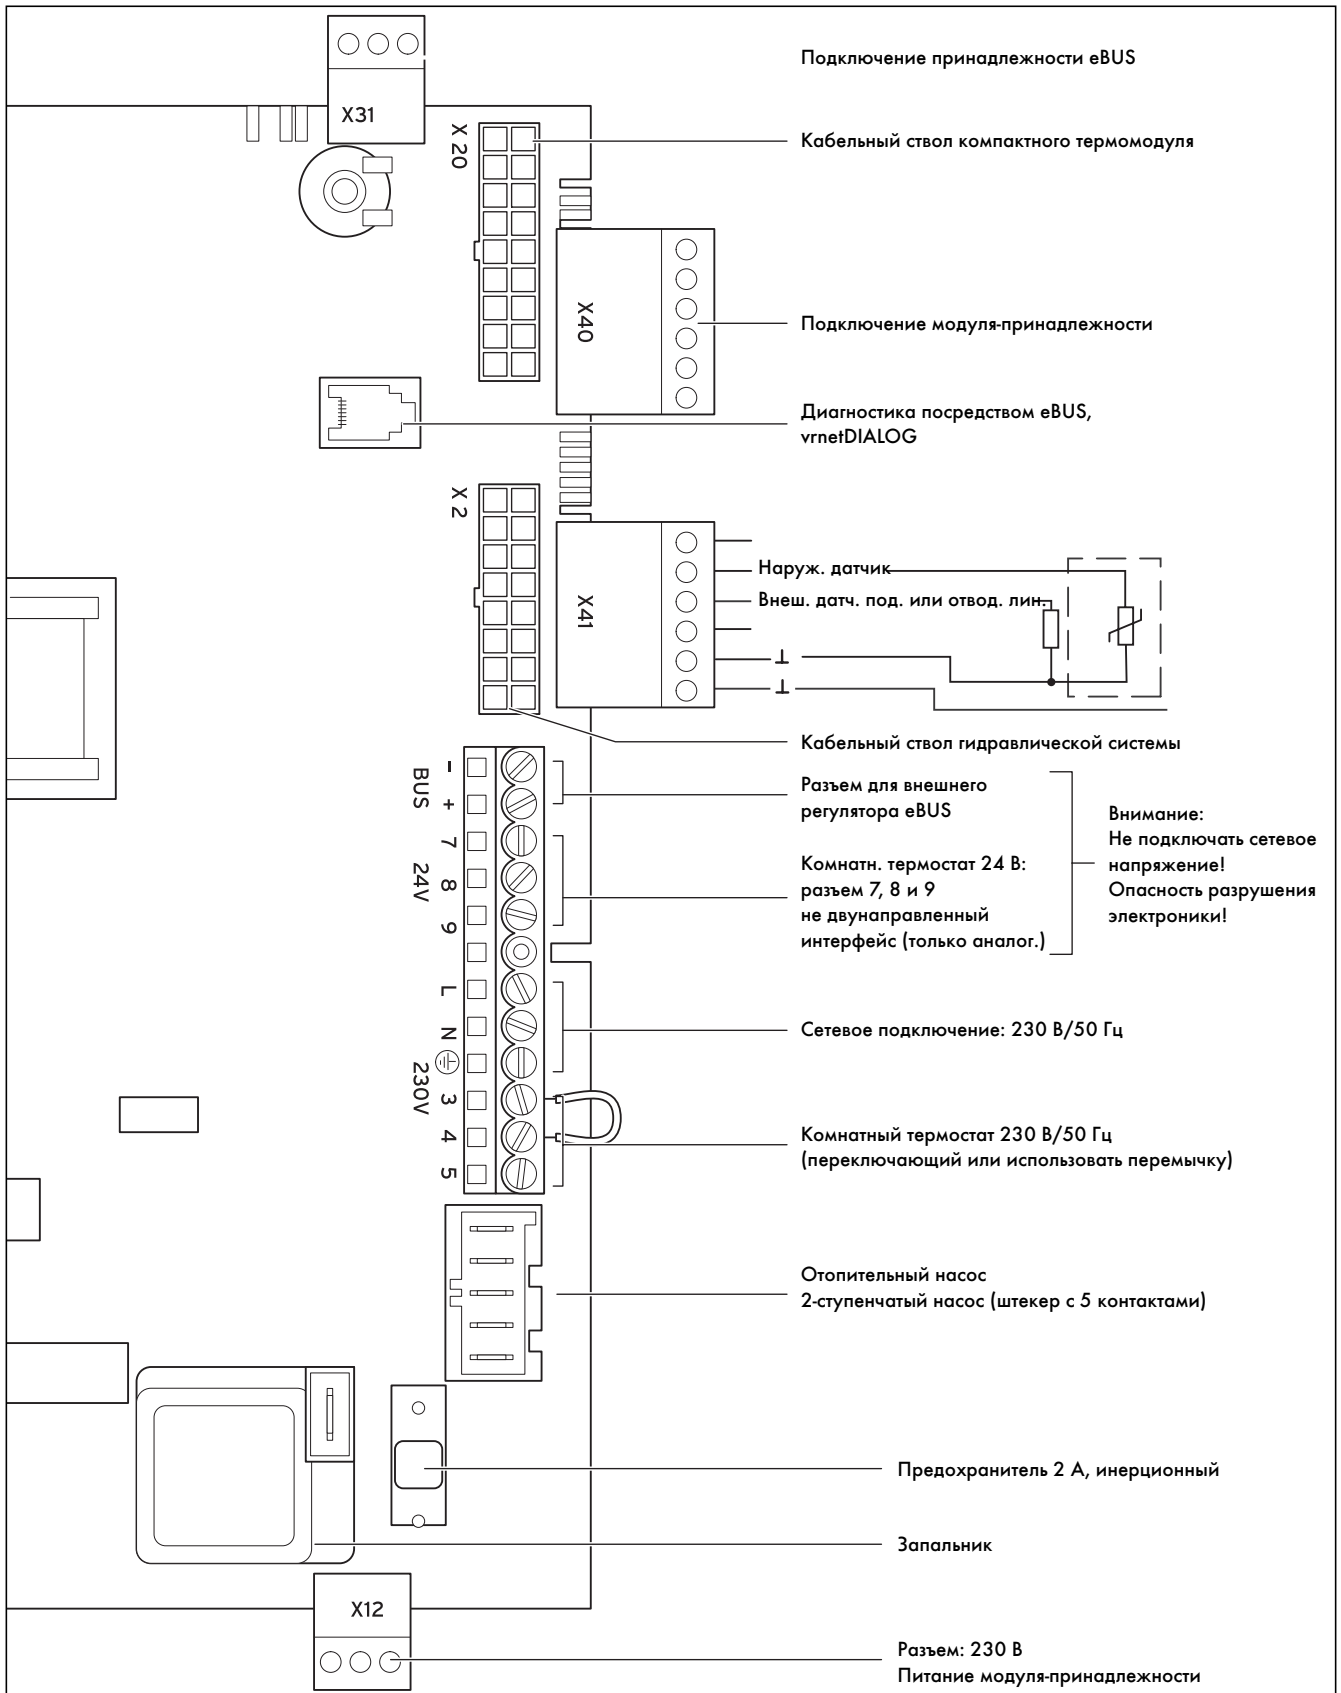 Подключение принадлежности eBUS
X31
X 20
Кабельный ствол компактного термомодуля
X40
Подключение модуля-принадлежности
Диагностика посредством eBUS,
vrnetDIALOG
X 2
X41
Наруж. датчик
Внеш. датч. под. или отвод. лин.
Кабельный ствол гидравлической системы
BUS
-
+
Разъем для внешнего
регулятора eBUS
24V
7
8
9
Комнатн. термостат 24 В:
разъем 7, 8 и 9
не двунаправленный
интерфейс (только аналог.)
Внимание:
Не подключать сетевое
напряжение!
Опасность разрушения
электроники!
L
N
Сетевое подключение: 230 В/50 Гц
230V
3
4
5
Комнатный термостат 230 В/50 Гц
(переключающий или использовать перемычку)
Отопительный насос
2-ступенчатый насос (штекер с 5 контактами)
Предохранитель 2 А, инерционный
Запальник
X12
Разъем: 230 В
Питание модуля-принадлежности